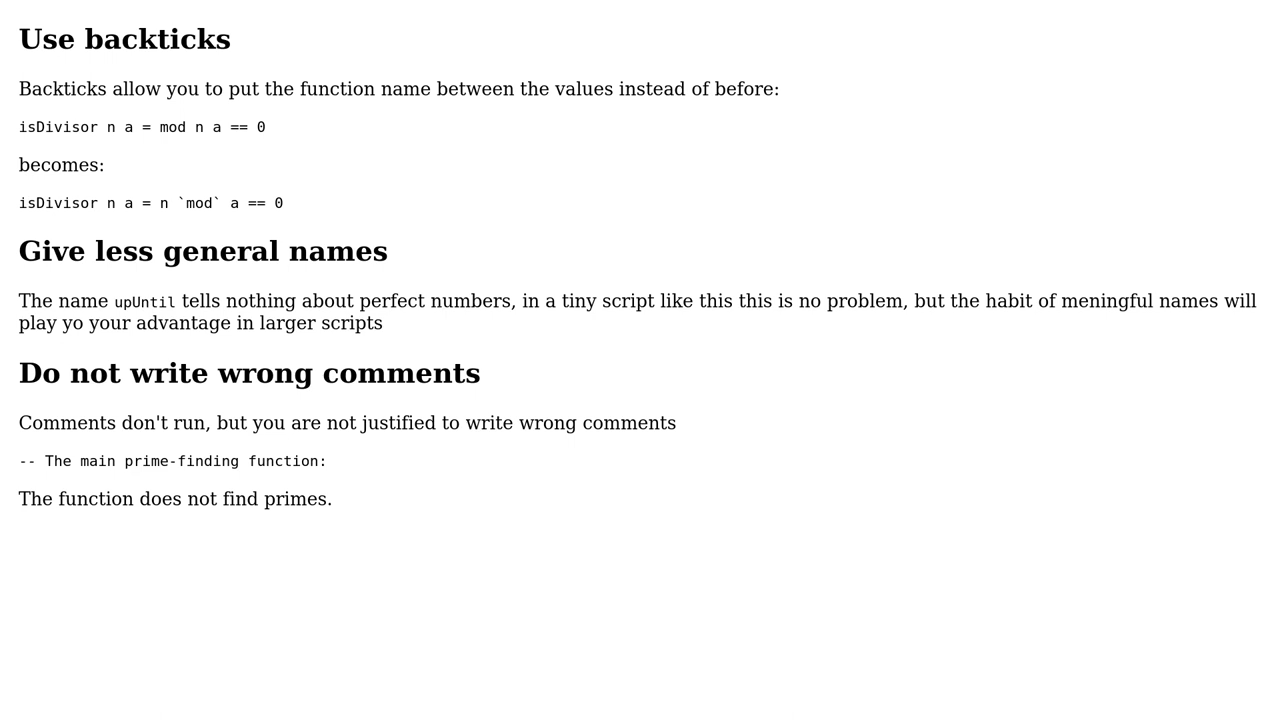 Use backticks
Backticks allow you to put the function name between the values instead of before:
isDivisor n a = mod n a == 0
becomes:
isDivisor n a = n `mod` a == 0
Give less general names
The name upUntil tells nothing about perfect numbers, in a tiny script like this this is no problem, but the habit of meningful names will
play yo your advantage in larger scripts
Do not write wrong comments
Comments don't run, but you are not justified to write wrong comments
-- The main prime-finding function:
The function does not find primes.